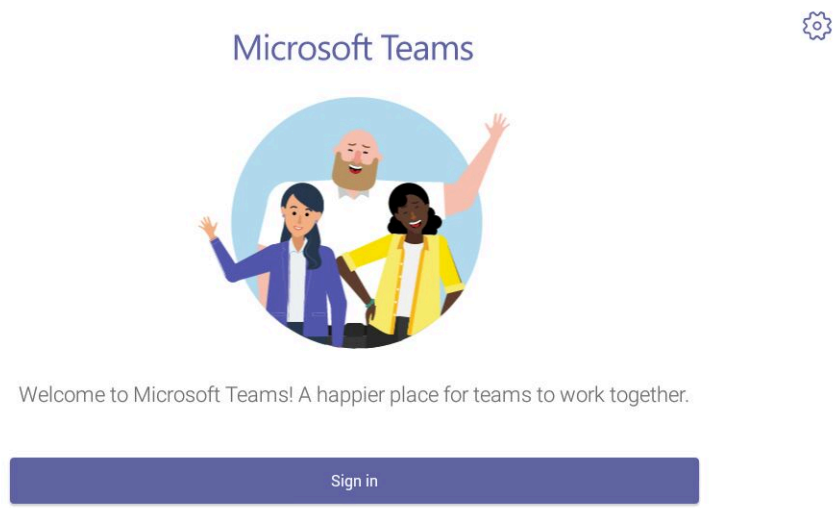 Microsoft Teams
Welcome to Microsoft Teams! A happier place for teams to work together.
Sign in